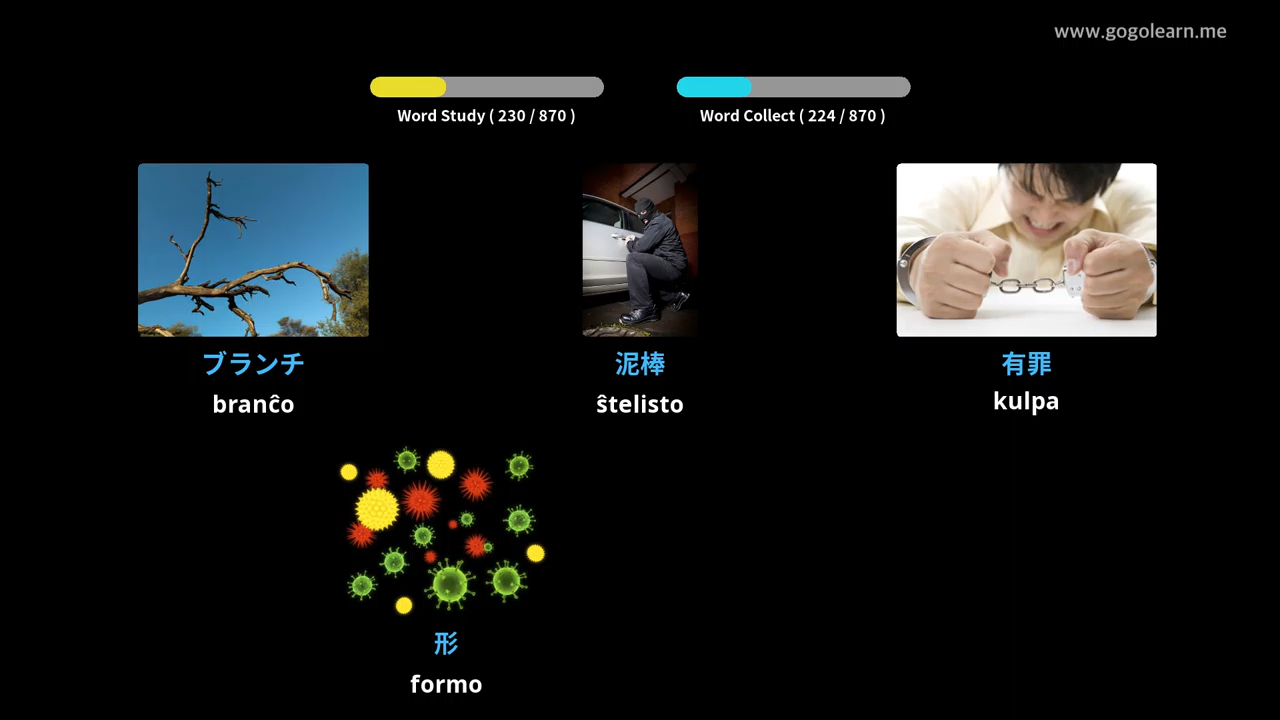 www.gogolearn.me
Word Study ( 230 / 870 )
Word Collect ( 224 / 870 )
ブランチ
泥棒
有罪
branĉo
ŝtelisto
kulpa
形
formo